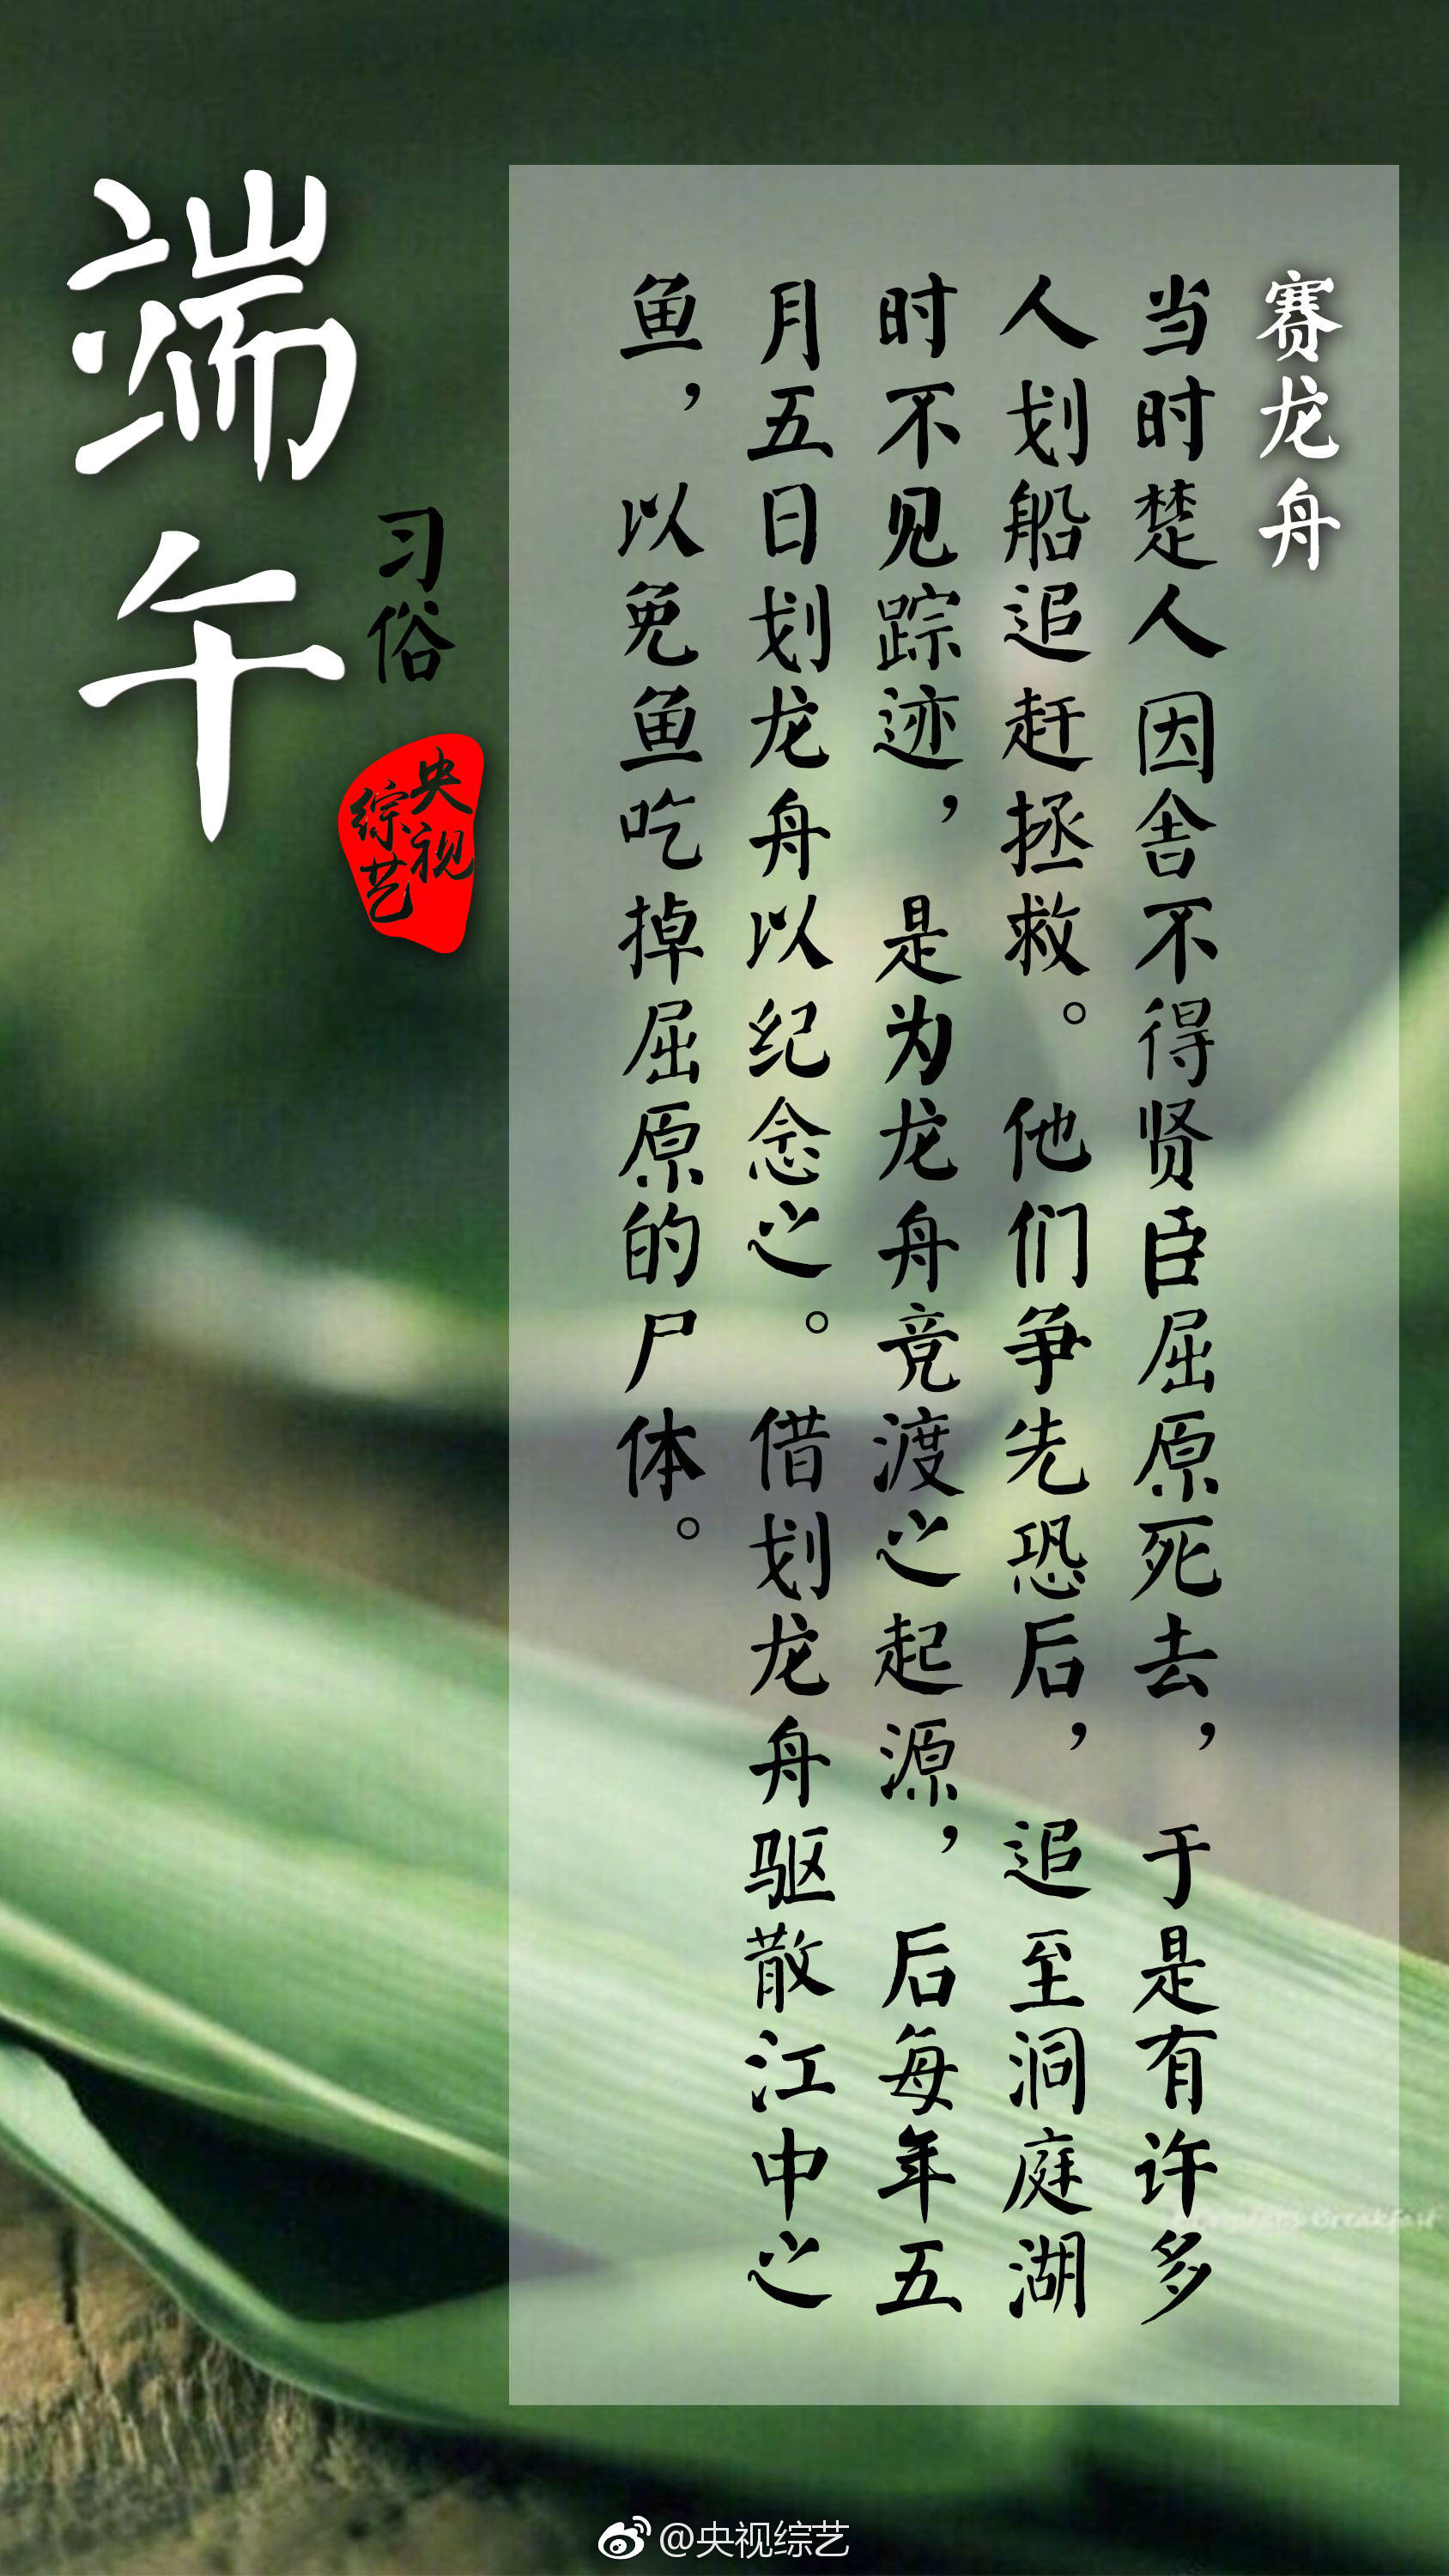 端午
习俗
央视
综艺
赛龙舟
当时楚人因舍不得贤臣屈原死去，于是有许多
人划船追赶拯救。他们争先恐后，追至洞庭湖
时不见踪迹，是为龙舟竞渡之起源，后每年五
月五日划龙舟以纪念之。借划龙舟驱散江中之
鱼，以免鱼吃掉屈原的尸体。
@央视综艺